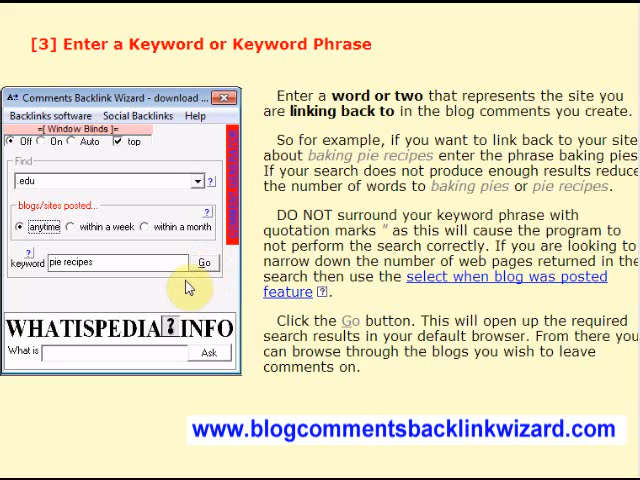 [3] Enter a Keyword or Keyword Phrase
Comments Backlink Wizard - download ...
Backlinks software Social Backlinks Help
=[ Window Blinds ]=
Off On Auto top
Find
.edu ?
blogs/sites posted... ?
anytime within a week within a month
?
keyword pie recipes Go
WHATISPEDIA ? INFO
What is Ask
Enter a word or two that represents the site you
are linking back to in the blog comments you create.
So for example, if you want to link back to your site
about baking pie recipes enter the phrase baking pies
If your search does not produce enough results reduce
the number of words to baking pies or pie recipes.
DO NOT surround your keyword phrase with
quotation marks " as this will cause the program to
not perform the search correctly. If you are looking to
narrow down the number of web pages returned in the
search then use the select when blog was posted
feature ?.
Click the Go button. This will open up the required
search results in your default browser. From there you
can browse through the blogs you wish to leave
comments on.
www.blogcommentsbacklinkwizard.com